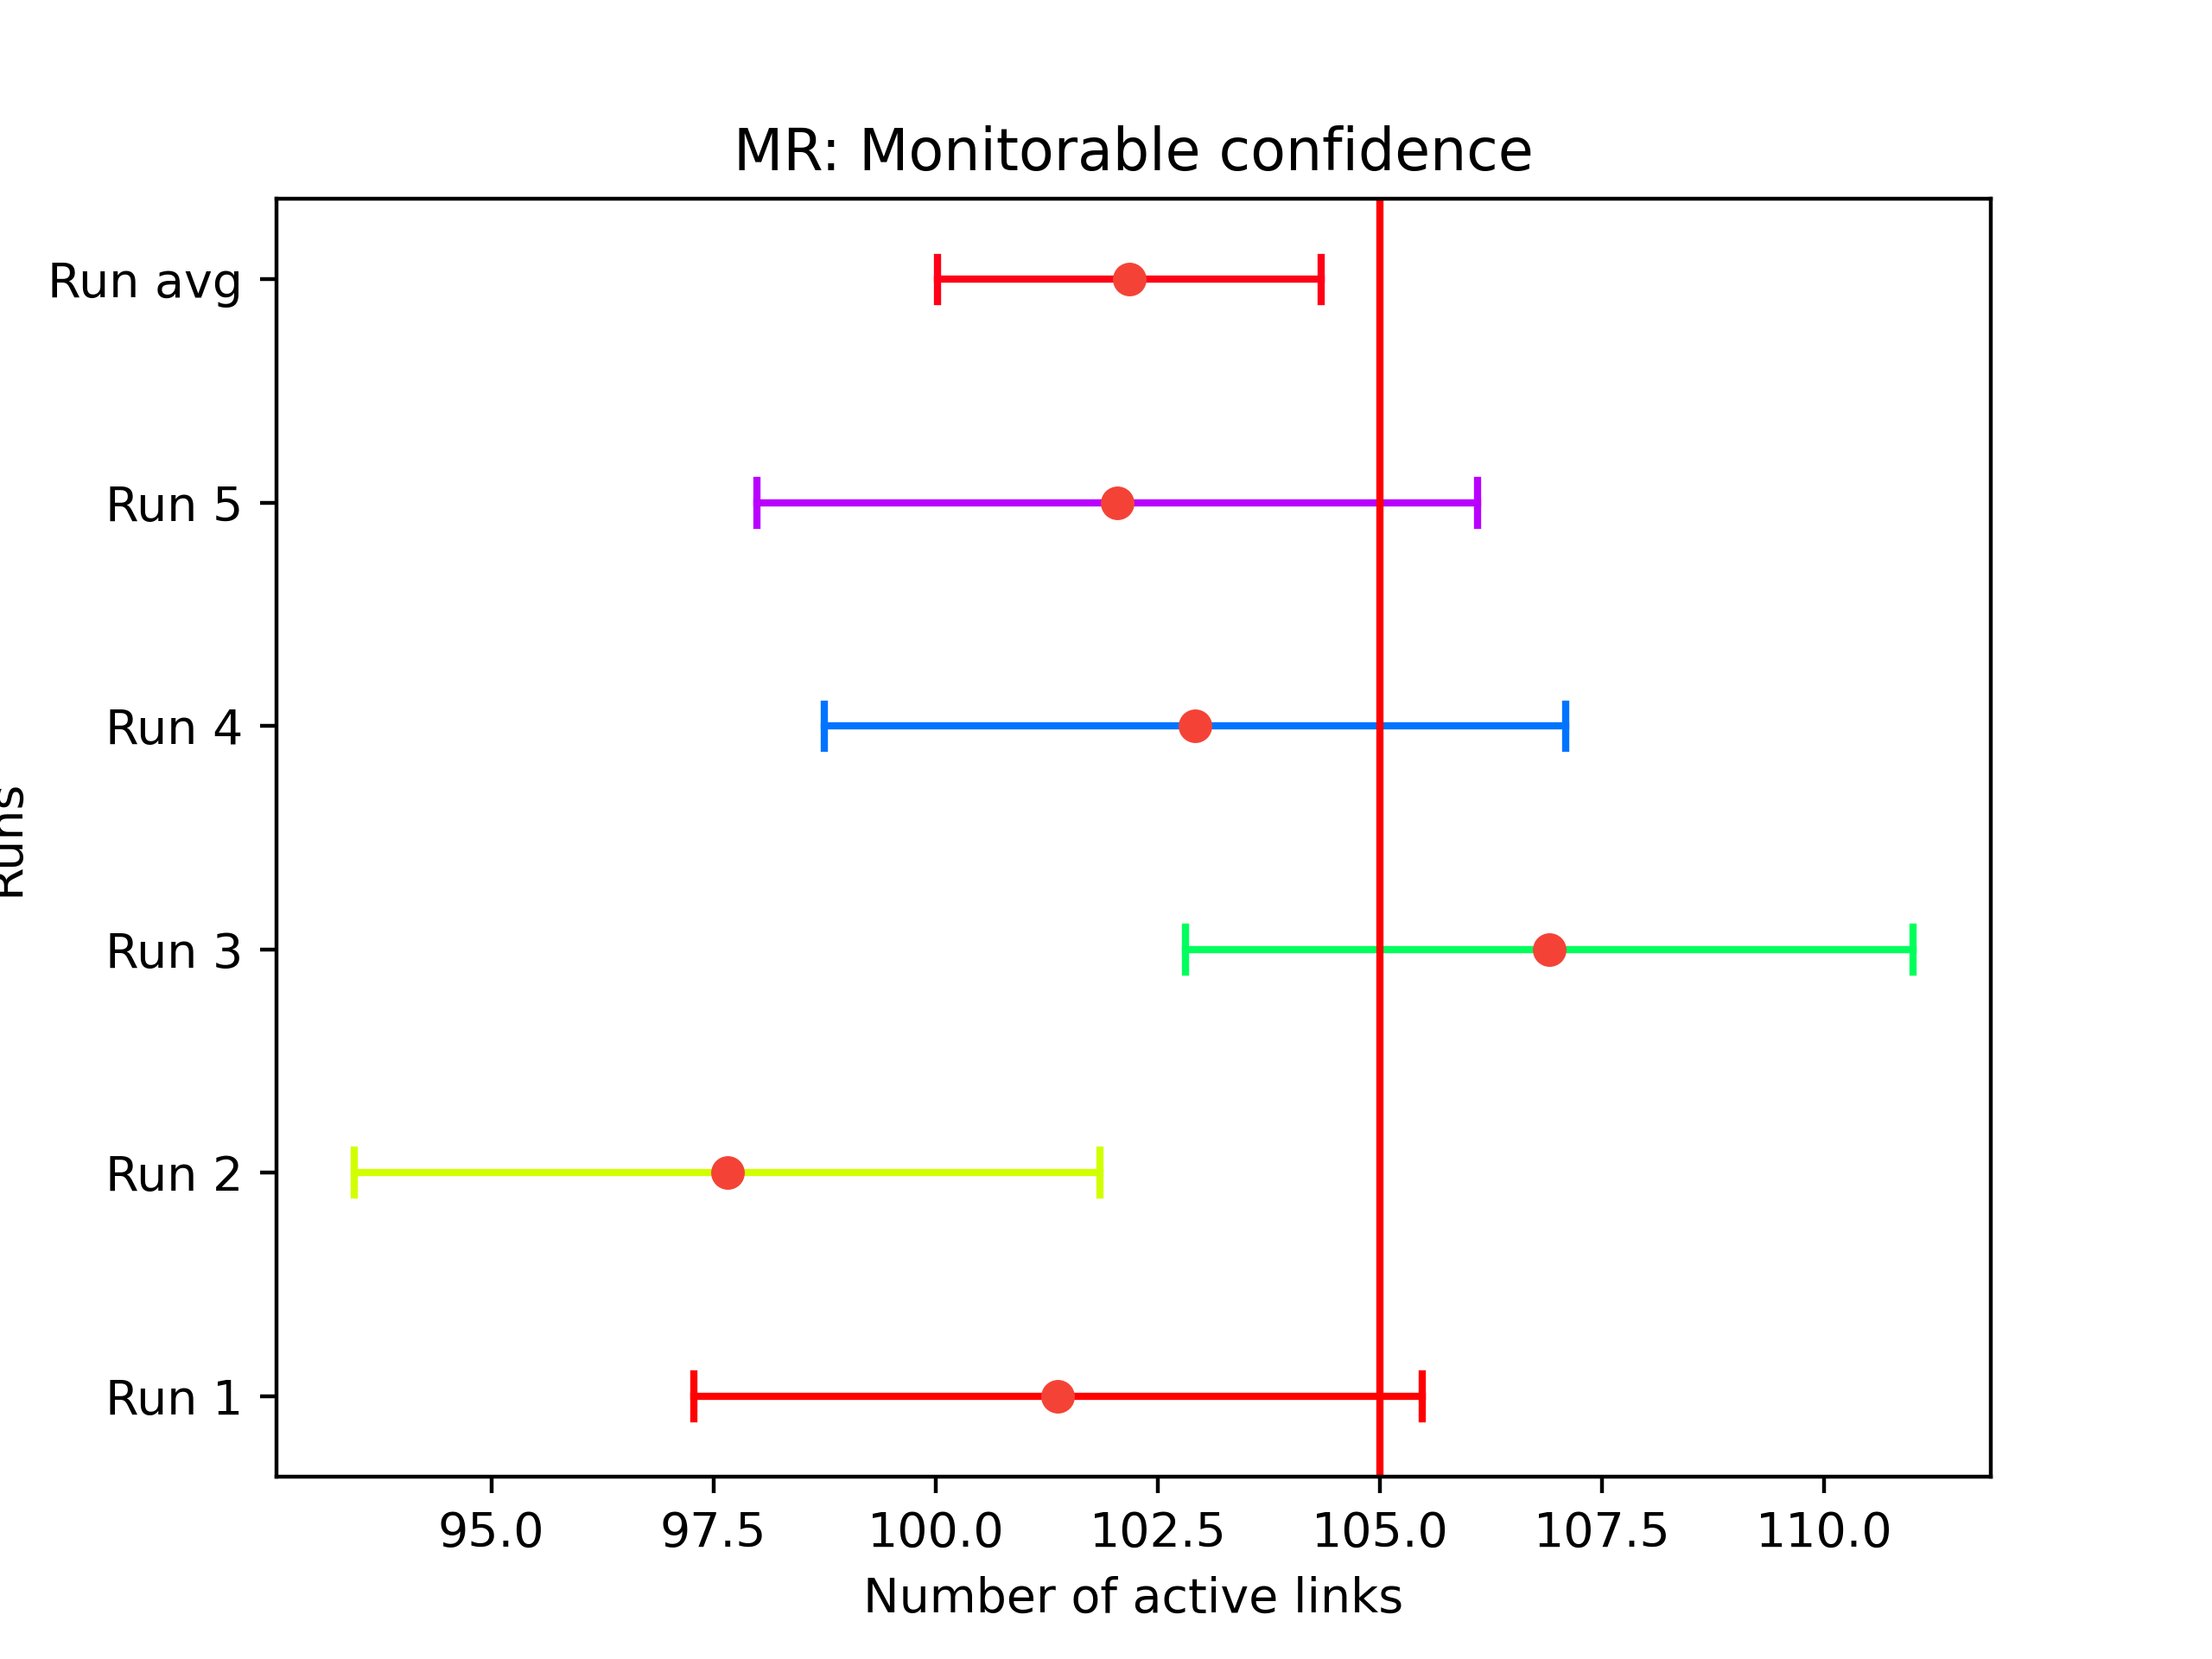 MR: Monitorable confidence
Run avg
Run 5
Run 4
Runs
Run 3
Run 2
Run 1
95.0 97.5 100.0 102.5 105.0 107.5 110.0
Number of active links